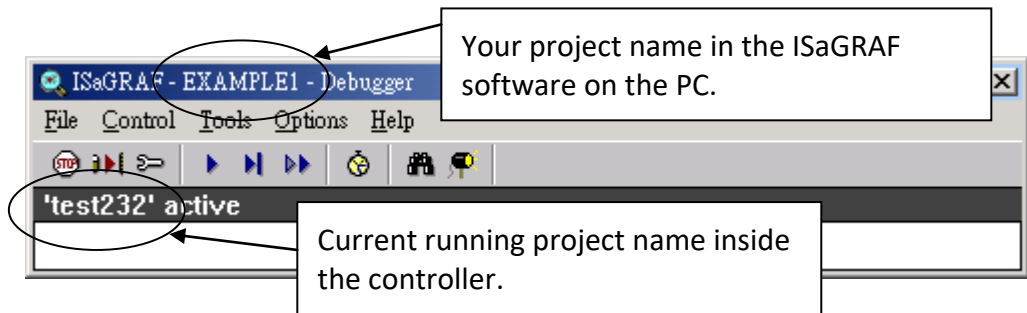 Your project name in the ISaGRAF
software on the PC.
ISaGRAF - EXAMPLE1 - Debugger
File Control Tools Options Help
STOP
'test232' active
Current running project name inside
the controller.